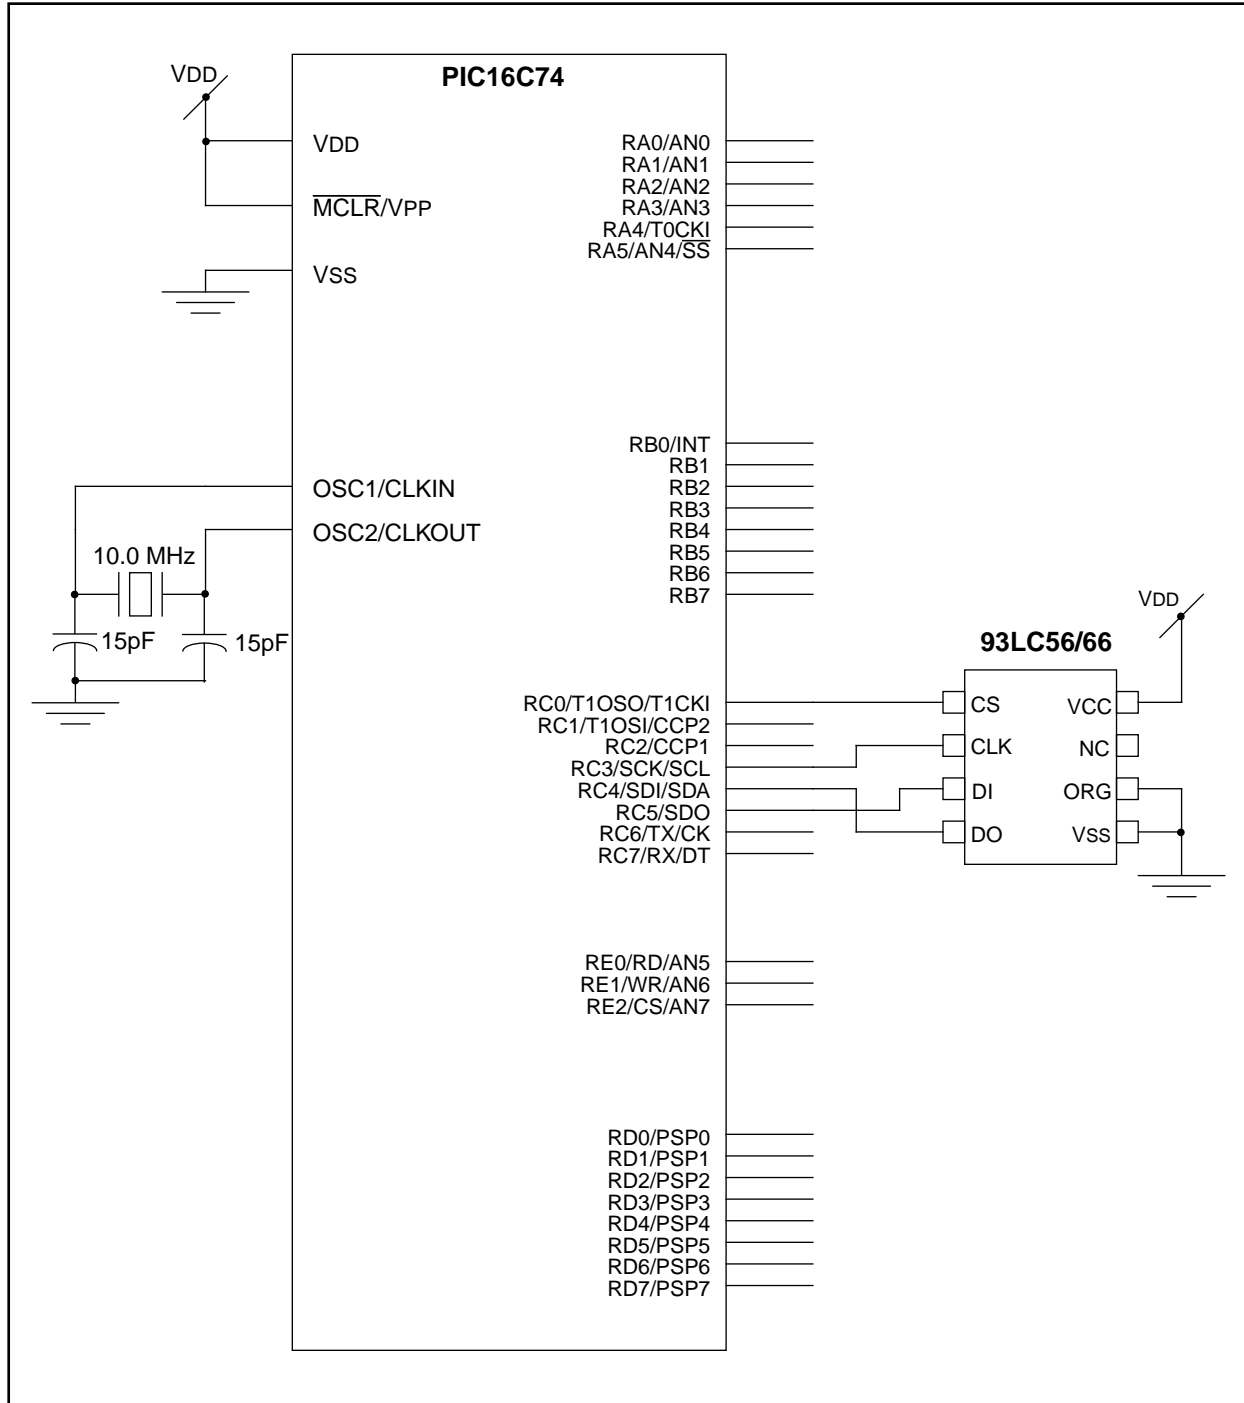 PIC16C74
VDD
VDD
MCLR/VPP
VSS
OSC1/CLKIN
OSC2/CLKOUT
10.0 MHz
15pF
15pF
RA0/AN0
RA1/AN1
RA2/AN2
RA3/AN3
RA4/T0CKI
RA5/AN4/SS
RB0/INT
RB1
RB2
RB3
RB4
RB5
RB6
RB7
RC0/T1OSO/T1CKI
RC1/T1OSI/CCP2
RC2/CCP1
RC3/SCK/SCL
RC4/SDI/SDA
RC5/SDO
RC6/TX/CK
RC7/RX/DT
RE0/RD/AN5
RE1/WR/AN6
RE2/CS/AN7
RD0/PSP0
RD1/PSP1
RD2/PSP2
RD3/PSP3
RD4/PSP4
RD5/PSP5
RD6/PSP6
RD7/PSP7
VDD
93LC56/66
CS
CLK
DI
DO
VCC
NC
ORG
VSS